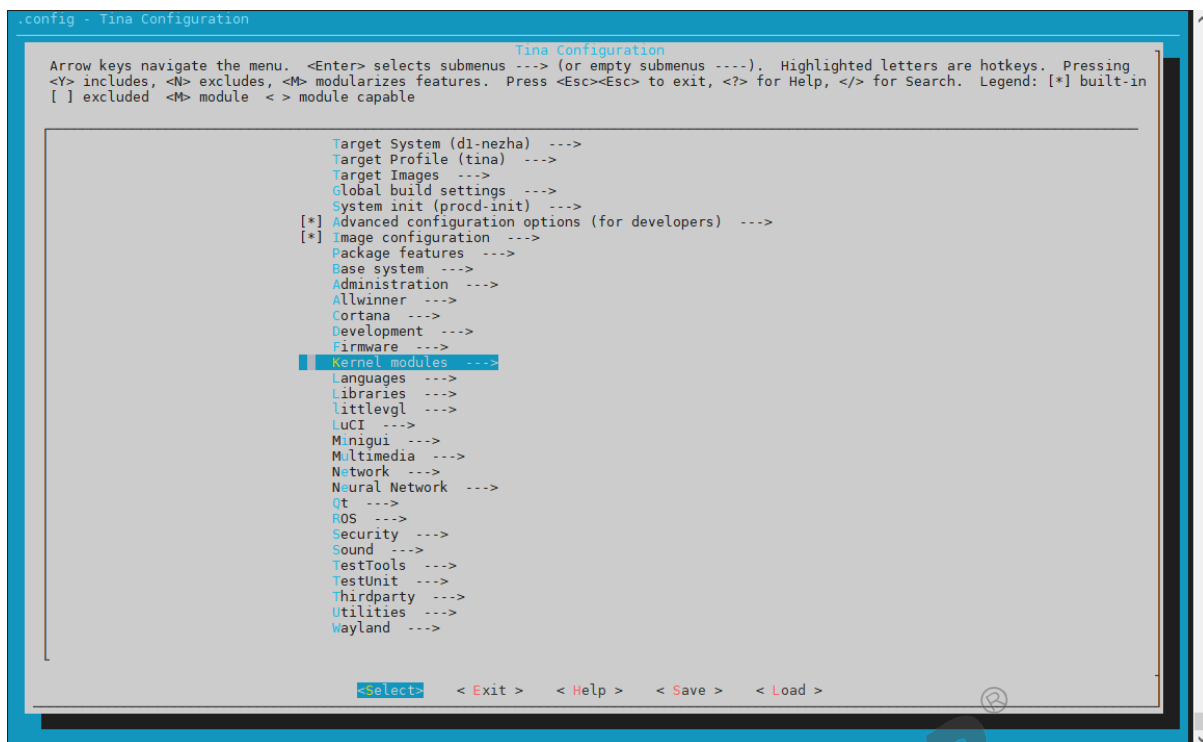 .config - Tina Configuration
Tina Configuration
Arrow keys navigate the menu.  <Enter> selects submenus ---> (or empty submenus ----).  Highlighted letters are hotkeys.  Pressing
<Y> includes, <N> excludes, <M> modularizes features.  Press <Esc><Esc> to exit, <?> for Help, </> for Search.  Legend: [*] built-in
[ ] excluded  <M> module  < > module capable
Target System (d1-nezha)  --->
Target Profile (tina)  --->
Target Images  --->
Global build settings  --->
System init (procd-init)  --->
[*] Advanced configuration options (for developers)  --->
[*] Image configuration  --->
Package features  --->
Base system  --->
Administration  --->
Allwinner  --->
Cortana  --->
Development  --->
Firmware  --->
Kernel modules  --->
Languages  --->
Libraries  --->
littlevgl  --->
LuCI  --->
Minigui  --->
Multimedia  --->
Network  --->
Neural Network  --->
Qt  --->
ROS  --->
Security  --->
Sound  --->
TestTools  --->
TestUnit  --->
Thirdparty  --->
Utilities  --->
Wayland  --->
<Select>    < Exit >    < Help >    < Save >    < Load >
®